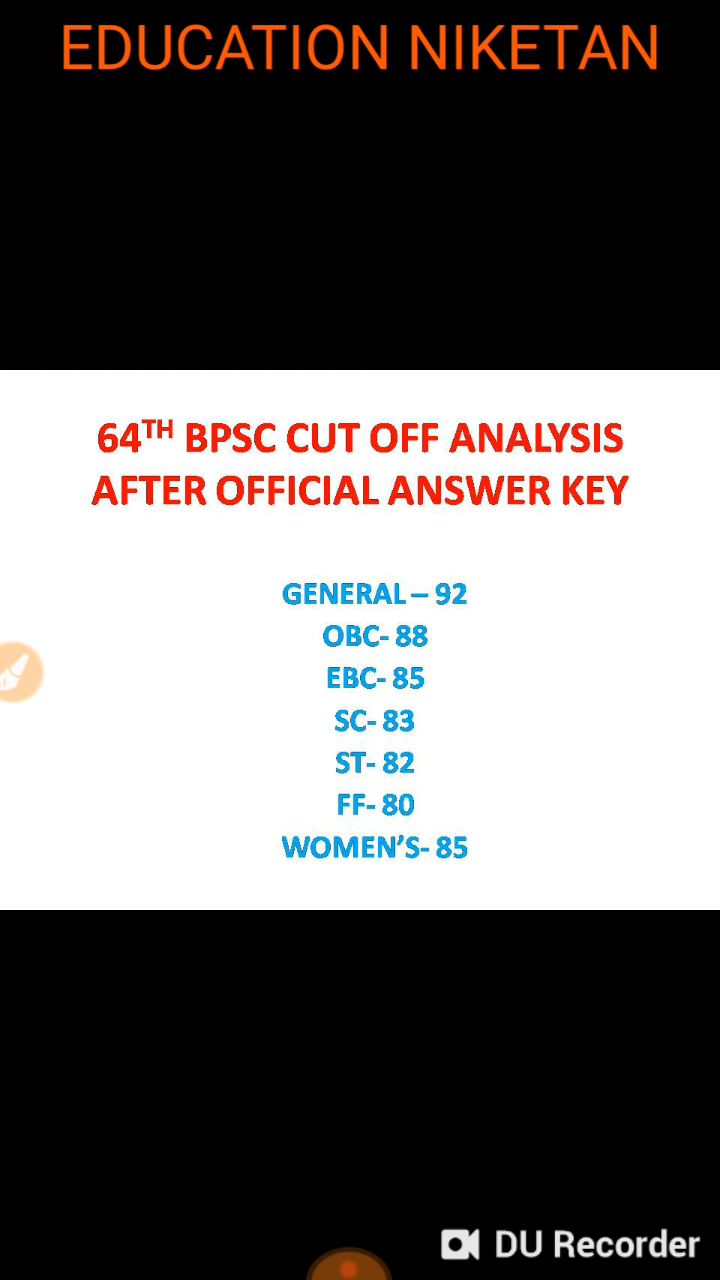 EDUCATION NIKETAN
64TH BPSC CUT OFF ANALYSIS
AFTER OFFICIAL ANSWER KEY
GENERAL – 92
OBC- 88
EBC- 85
SC- 83
ST- 82
FF- 80
WOMEN’S- 85
DU Recorder